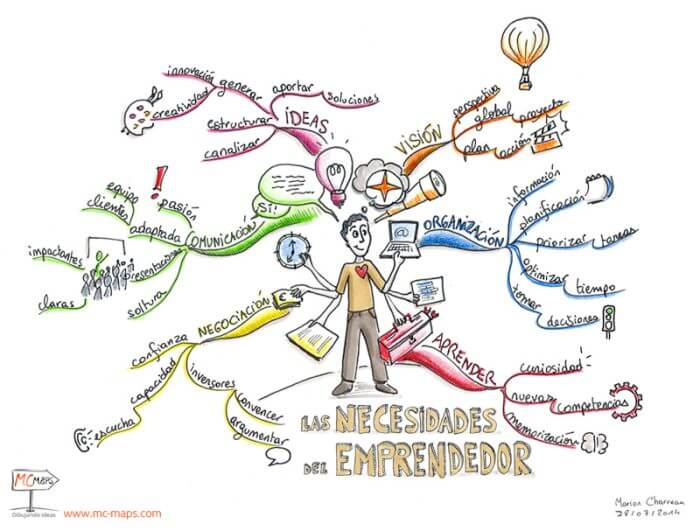 innovación
generar
creatividad
aportar
soluciones
estructurar
canalizar
IDEAS
VISIÓN
perspectiva
global
proyecto
plan
acción
Sí!
COMUNICACIÓN
equipo
clientes
pasión
adaptada
impactantes
presentaciones
claras
soltura
@
ORGANIZACIÓN
información
planificación
priorizar
tareas
optimizar
tiempo
tomar
decisiones
€
NEGOCIACIÓN
confianza
capacidad
escucha
inversores
convencer
argumentar
APRENDER
curiosidad
nuevas
competencias
memorización
LAS NECESIDADES
DEL EMPRENDEDOR
MCmaps
Dibujando ideas
www.mc-maps.com
Marion Charreau
28/07/2014